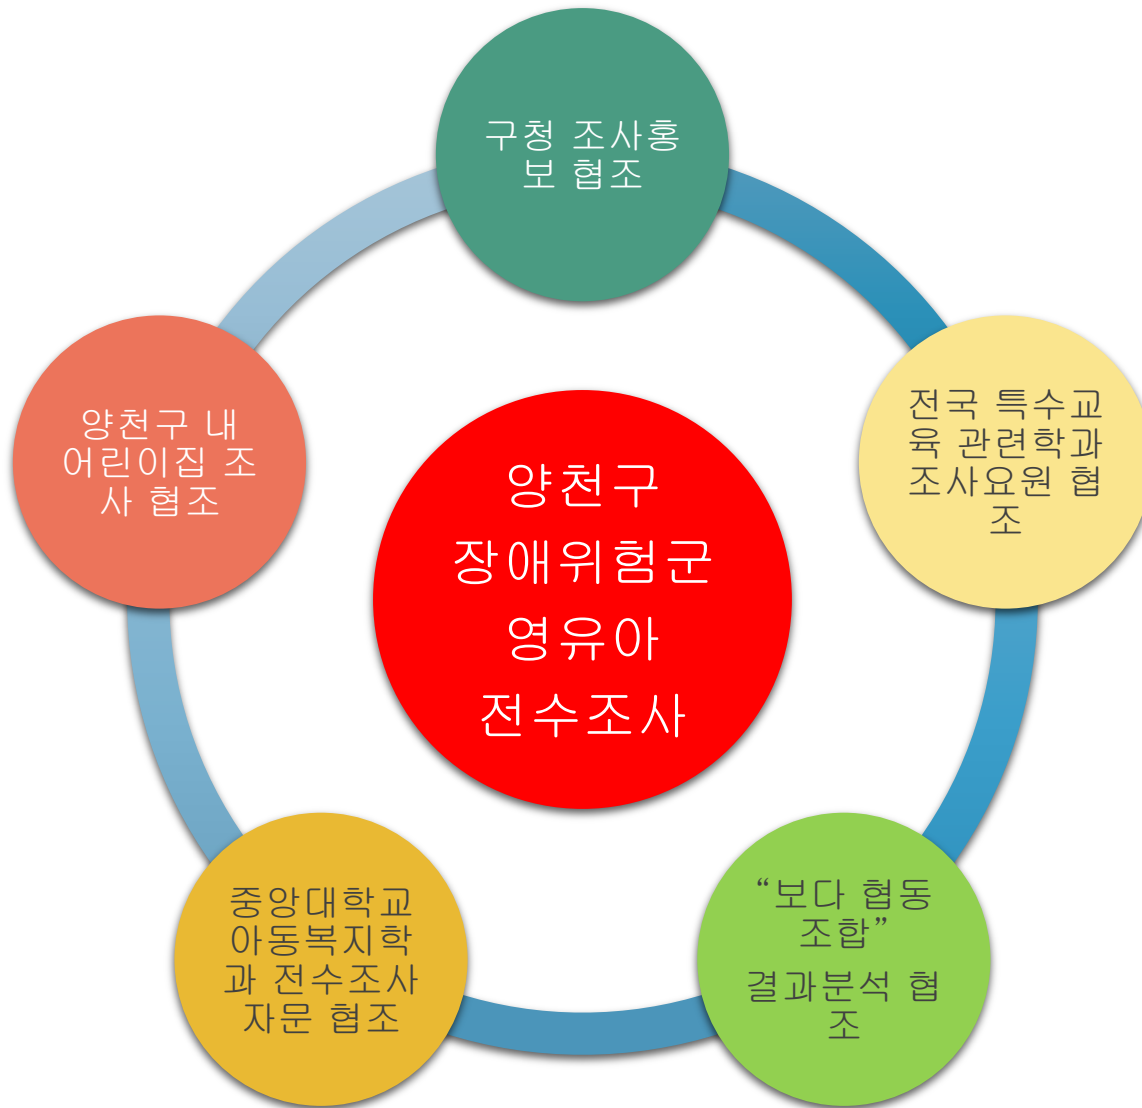 구청 조사홍
보 협조
전국 특수교
육 관련학과
조사요원 협
조
“보다 협동
조합”
결과분석 협
조
중앙대학교
아동복지학
과 전수조사
자문 협조
양천구 내
어린이집 조
사 협조
양천구
장애위험군
영유아
전수조사